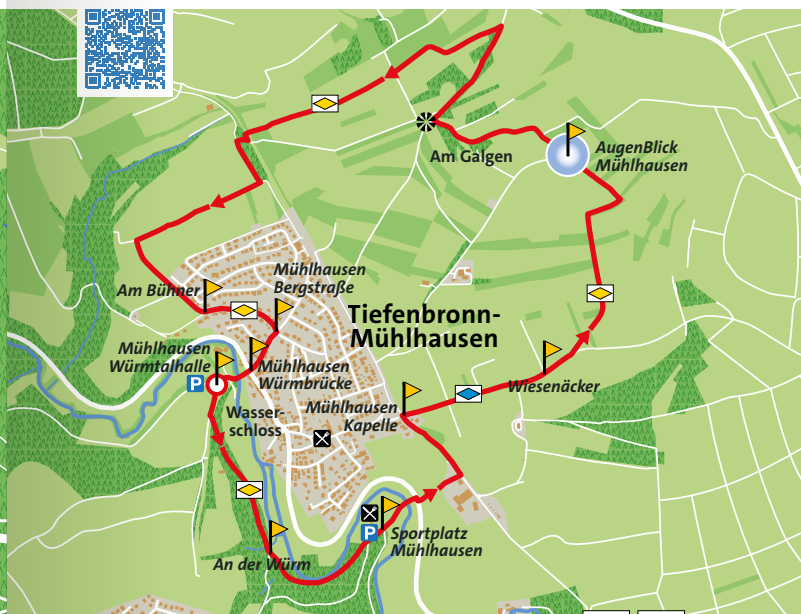 Am Galgen
AugenBlick
Mühlhausen
Mühlhausen
Bergstraße
Am Bühner
Tiefenbronn-
Mühlhausen
Mühlhausen
Würmtalhalle
Mühlhausen
Würmbrücke
Wiesenäcker
P
Wasser-
schloss
Mühlhausen
Kapelle
P
Sportplatz
Mühlhausen
An der Würm